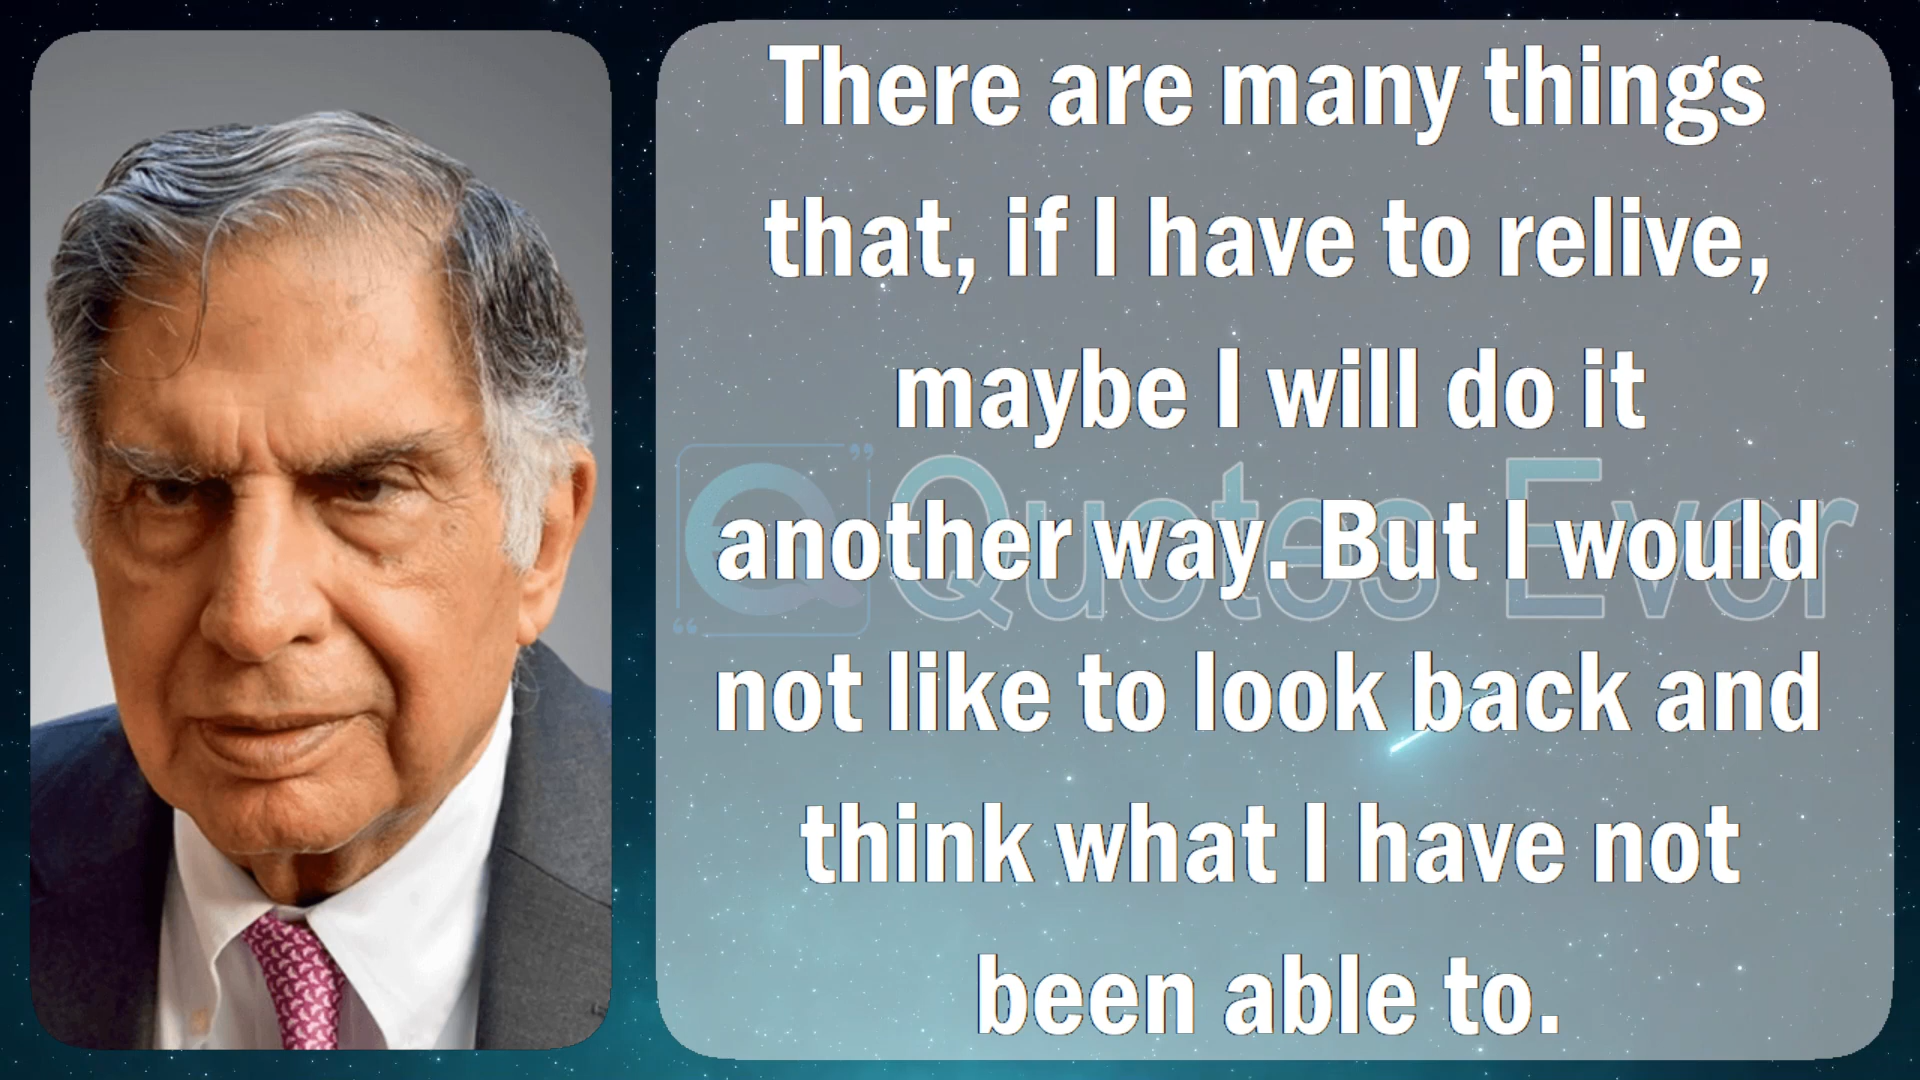 There are many things
that, if I have to relive,
maybe I will do it
another way. But I would
not like to look back and
think what I have not
been able to.
Quotes Ever